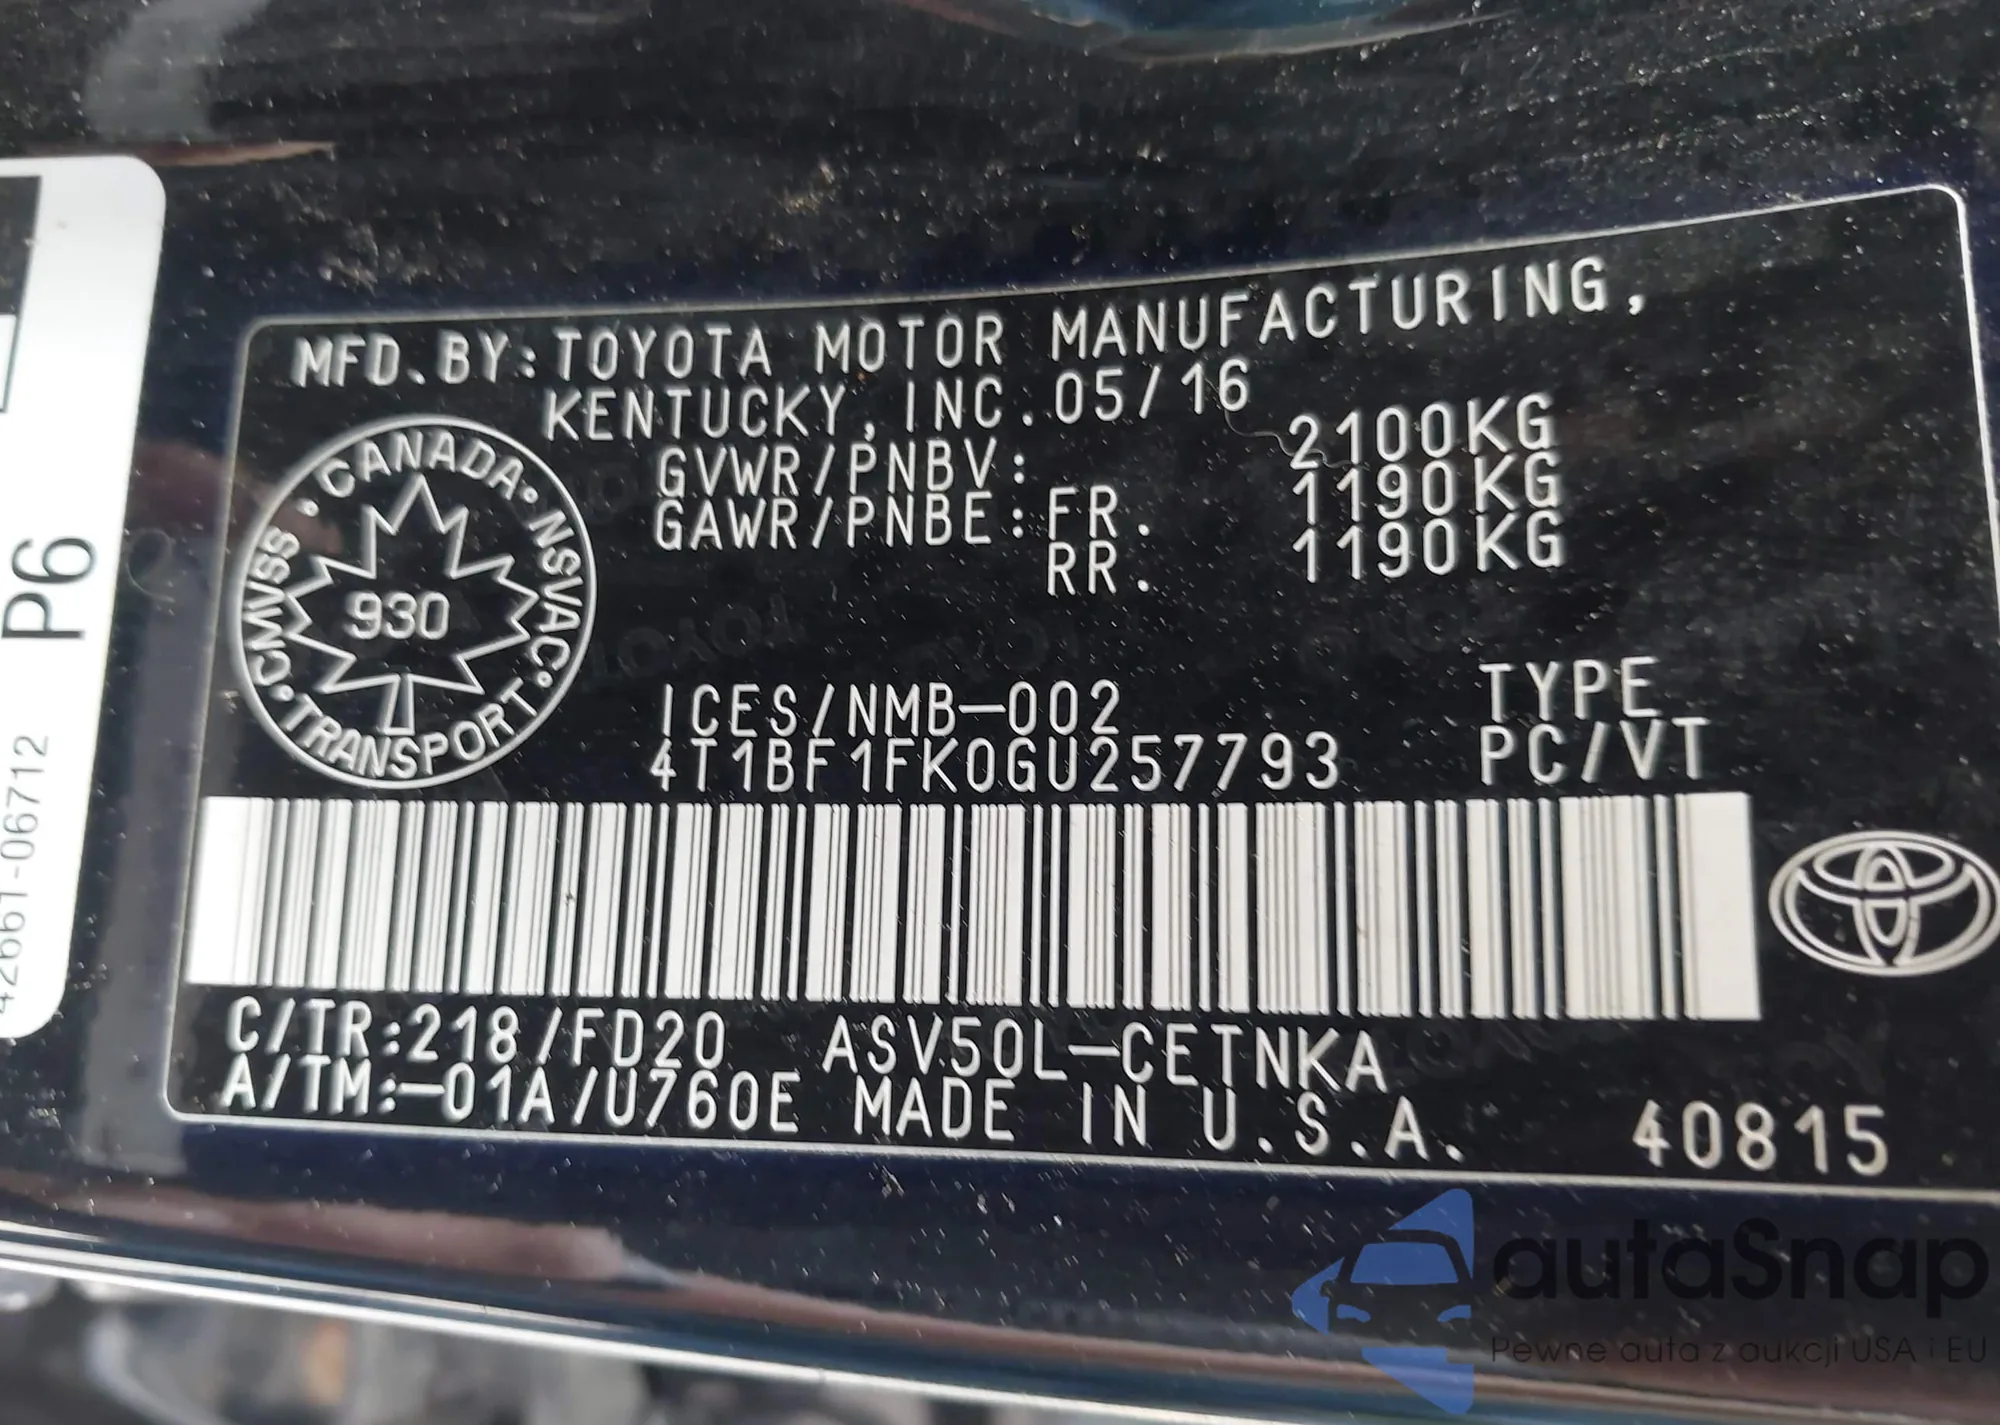 MFD.BY:TOYOTA MOTOR MANUFACTURING,
KENTUCKY, INC. 05/16
GVWR/PNBV: 2100KG
GAWR/PNBE:FR. 1190KG
RR. 1190KG
CMVSS · CANADA · NSVAC · TRANSPORT
930
ICES/NMB-002 TYPE
4T1BF1FK0GU257793 PC/VT
C/TR:218/FD20 ASV50L-CETNKA
A/TM:-01A/U760E MADE IN U.S.A. 40815
P6
42661-06712
autaSnap
Pewne auta z aukcji USA i EU